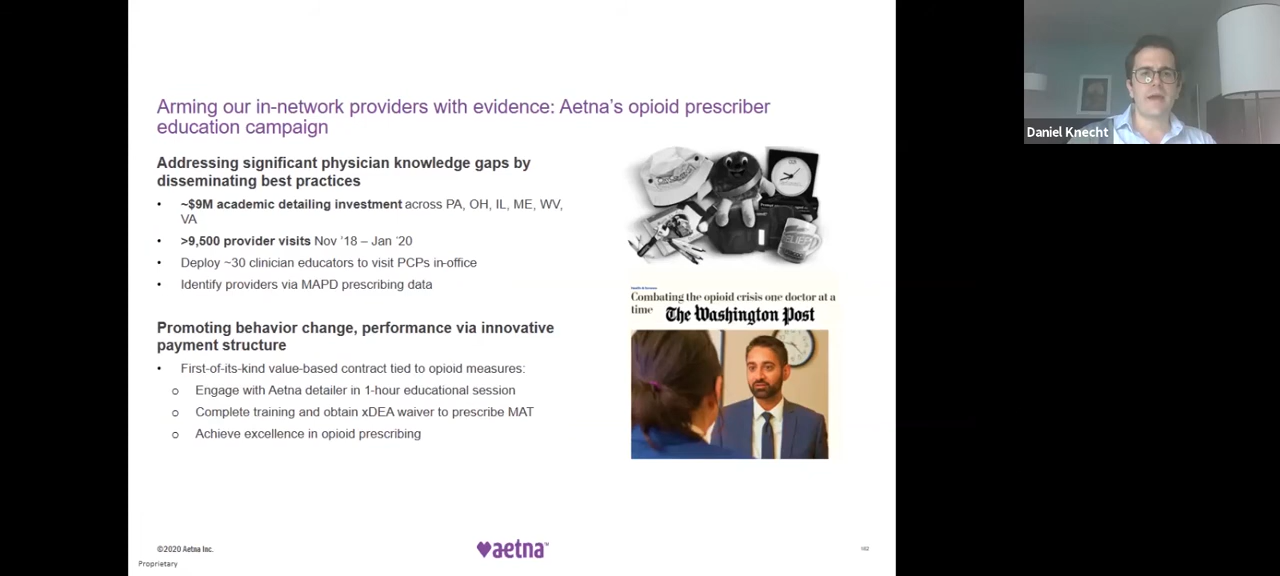 Arming our in-network providers with evidence: Aetna's opioid prescriber
education campaign
Addressing significant physician knowledge gaps by
disseminating best practices
• ~$9M academic detailing investment across PA, OH, IL, ME, WV,
VA
• >9,500 provider visits Nov '18 – Jan '20
• Deploy ~30 clinician educators to visit PCPs in-office
• Identify providers via MAPD prescribing data
Promoting behavior change, performance via innovative
payment structure
• First-of-its-kind value-based contract tied to opioid measures:
o Engage with Aetna detailer in 1-hour educational session
o Complete training and obtain xDEA waiver to prescribe MAT
o Achieve excellence in opioid prescribing
Combating the opioid crisis one doctor at a
time The Washington Post
©2020 Aetna Inc.
aetna™
Proprietary
Daniel Knecht